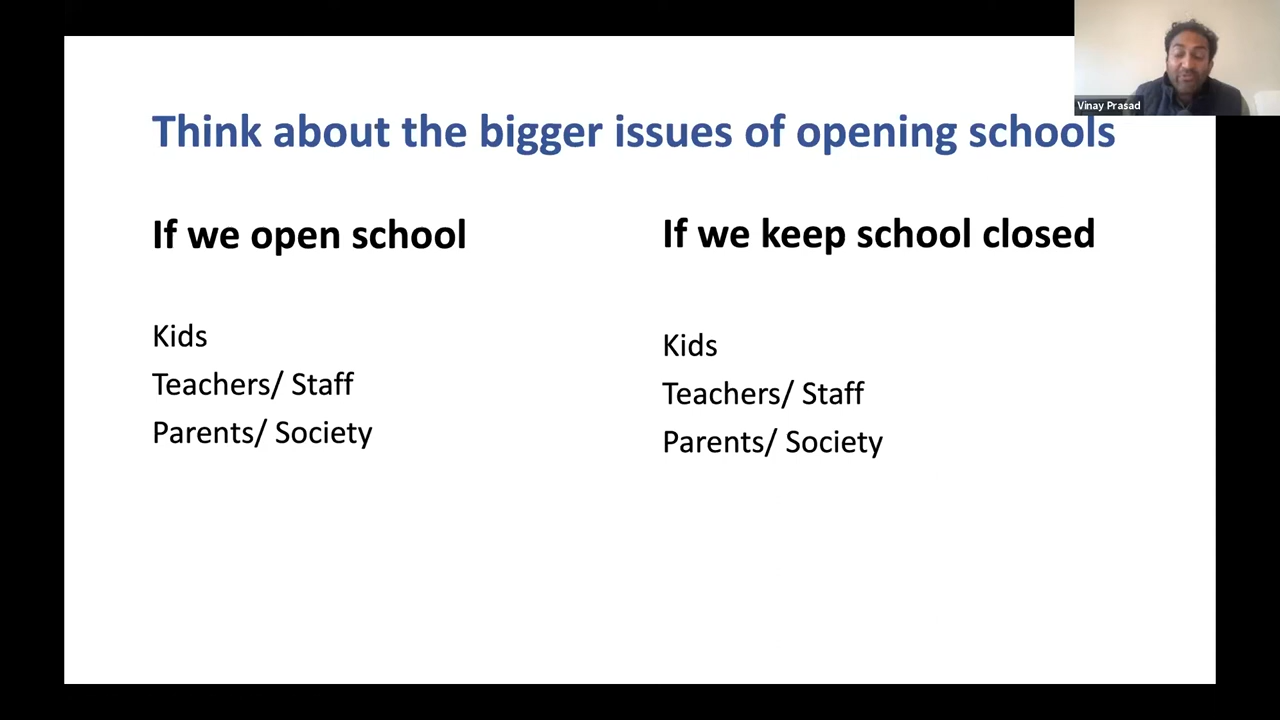 Vinay Prasad
Think about the bigger issues of opening schools
If we open school
Kids
Teachers/ Staff
Parents/ Society
If we keep school closed
Kids
Teachers/ Staff
Parents/ Society